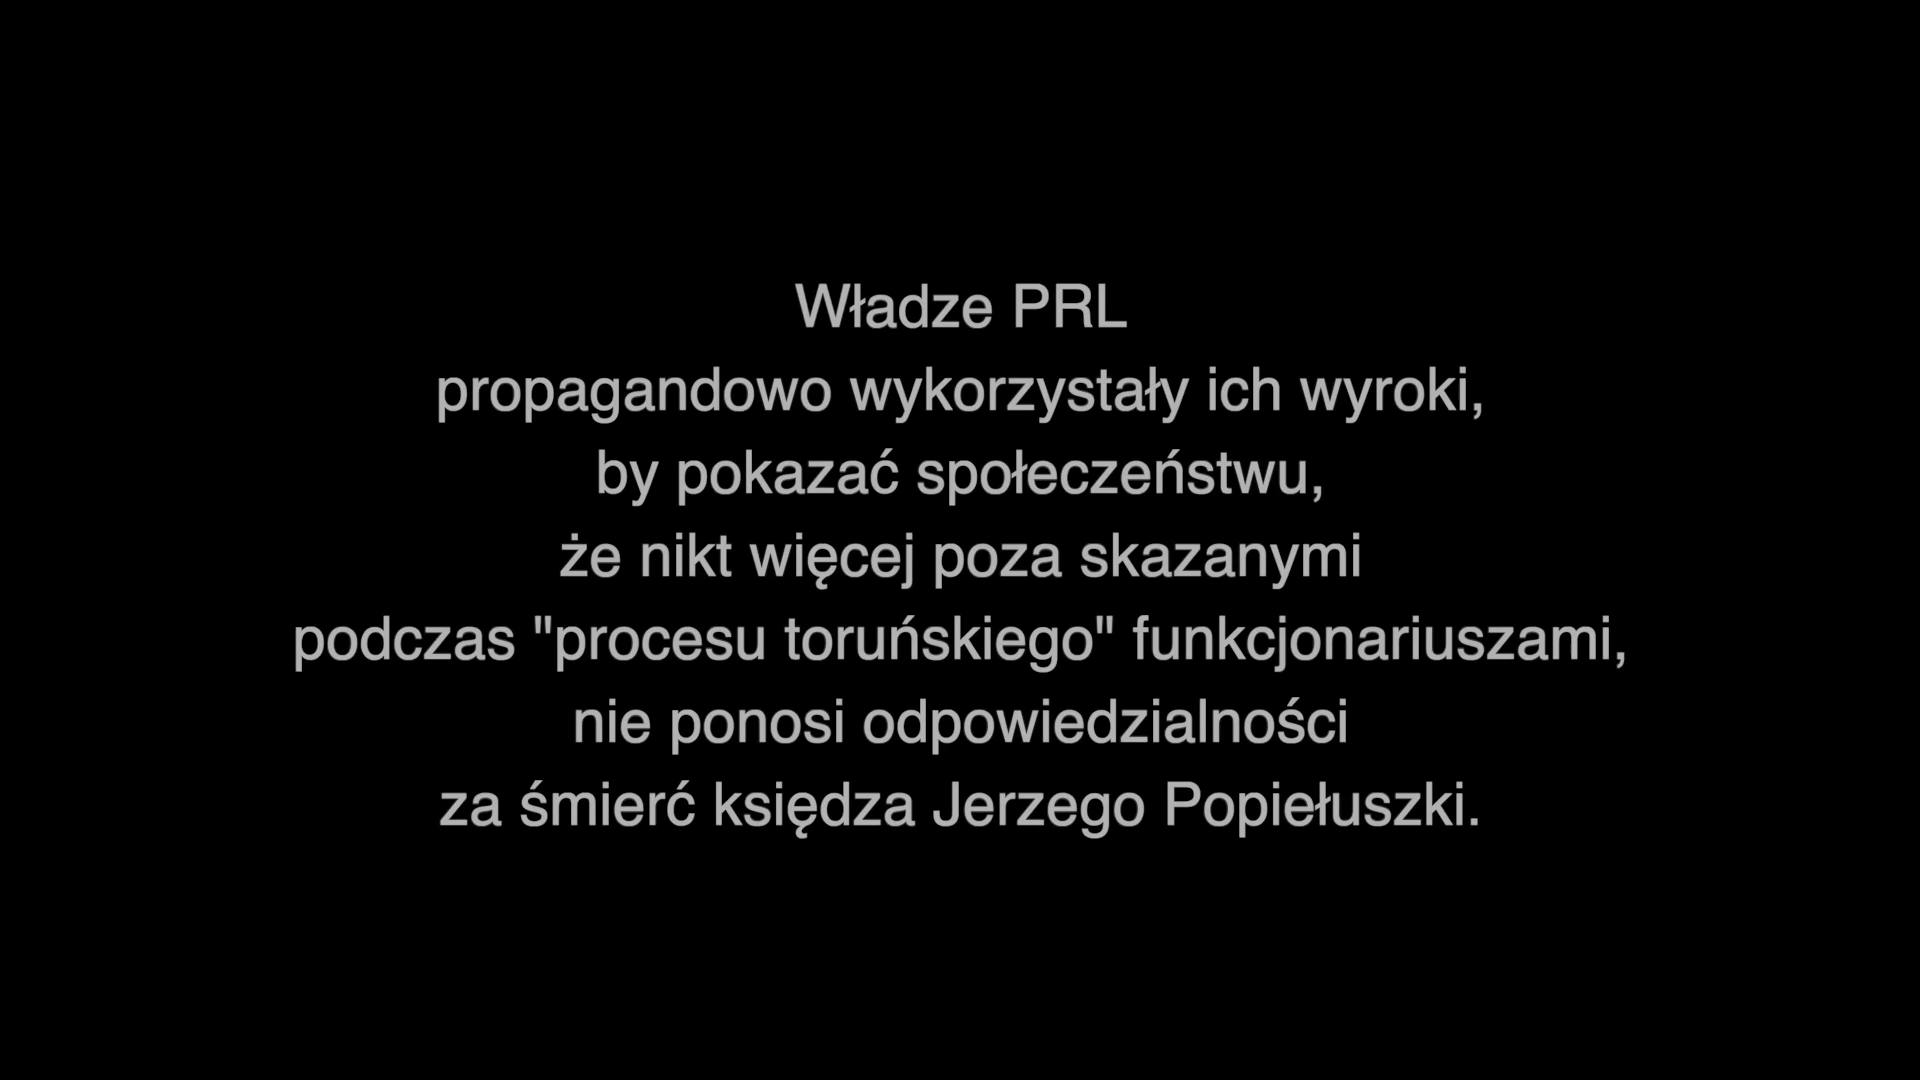 Władze PRL
propagandowo wykorzystały ich wyroki,
by pokazać społeczeństwu,
że nikt więcej poza skazanymi
podczas "procesu toruńskiego" funkcjonariuszami,
nie ponosi odpowiedzialności
za śmierć księdza Jerzego Popiełuszki.